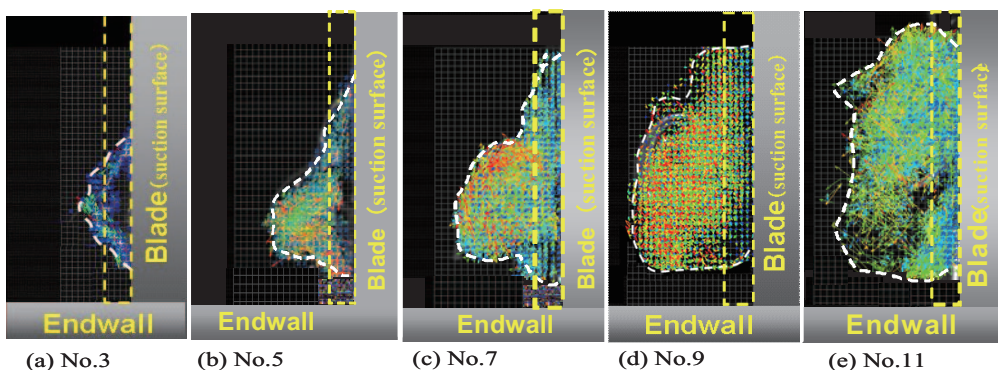 Blade(suction surface)
Endwall
(a) No.3
Blade (suction surface)
Endwall
(b) No.5
Blade (suction surface)
Endwall
(c) No.7
Blade(suction surface)
Endwall
(d) No.9
Blade(suction surface)
Endwall
(e) No.11